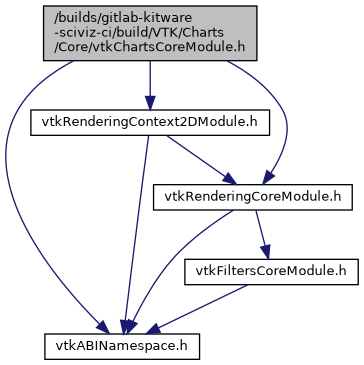 /builds/gitlab-kitware
-sciviz-ci/build/VTK/Charts
/Core/vtkChartsCoreModule.h
vtkRenderingContext2DModule.h
vtkRenderingCoreModule.h
vtkFiltersCoreModule.h
vtkABINamespace.h